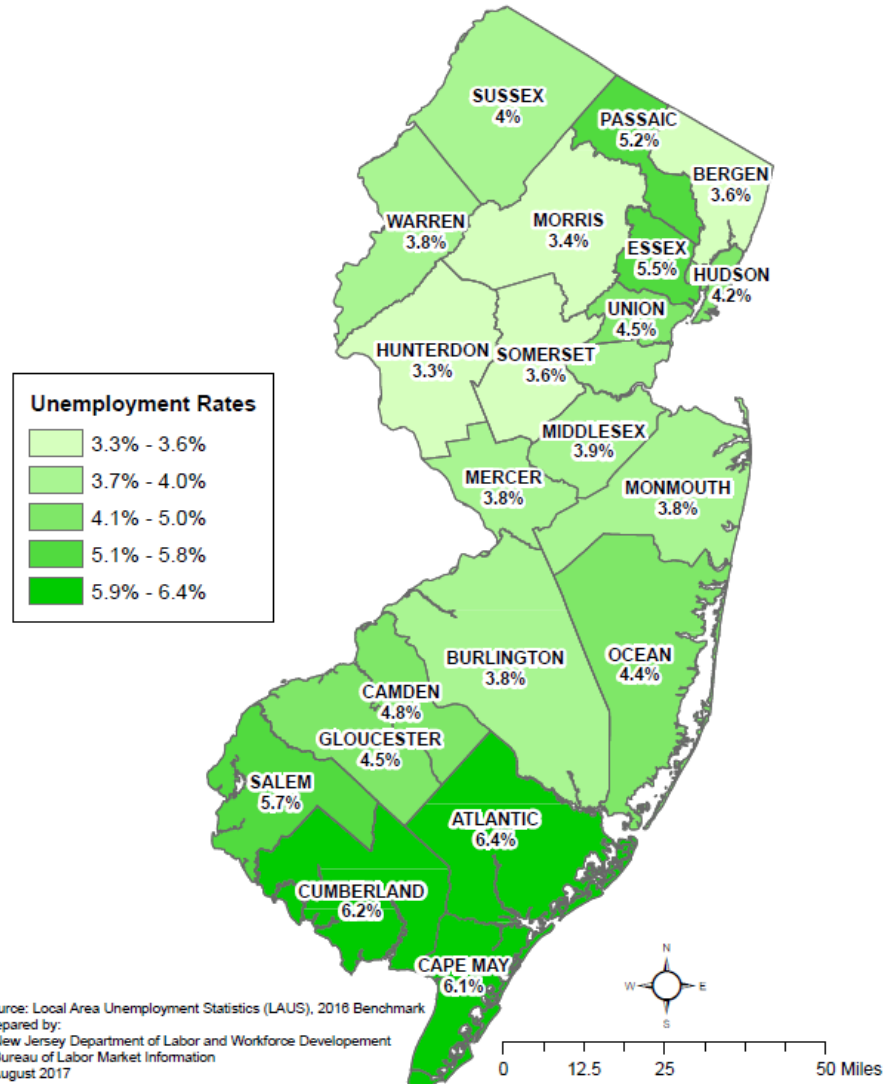 SUSSEX
4%
PASSAIC
5.2%
BERGEN
3.6%
WARREN
3.8%
MORRIS
3.4%
ESSEX
5.5%
HUDSON
4.2%
UNION
4.5%
HUNTERDON
3.3%
SOMERSET
3.6%
Unemployment Rates
3.3% - 3.6%
3.7% - 4.0%
4.1% - 5.0%
5.1% - 5.8%
5.9% - 6.4%
MIDDLESEX
3.9%
MERCER
3.8%
MONMOUTH
3.8%
BURLINGTON
3.8%
OCEAN
4.4%
CAMDEN
4.8%
GLOUCESTER
4.5%
SALEM
5.7%
ATLANTIC
6.4%
CUMBERLAND
6.2%
CAPE MAY
6.1%
N
W E
S
urce: Local Area Unemployment Statistics (LAUS), 2016 Benchmark
epared by:
New Jersey Department of Labor and Workforce Developement
Bureau of Labor Market Information
August 2017
0 12.5 25 50 Miles